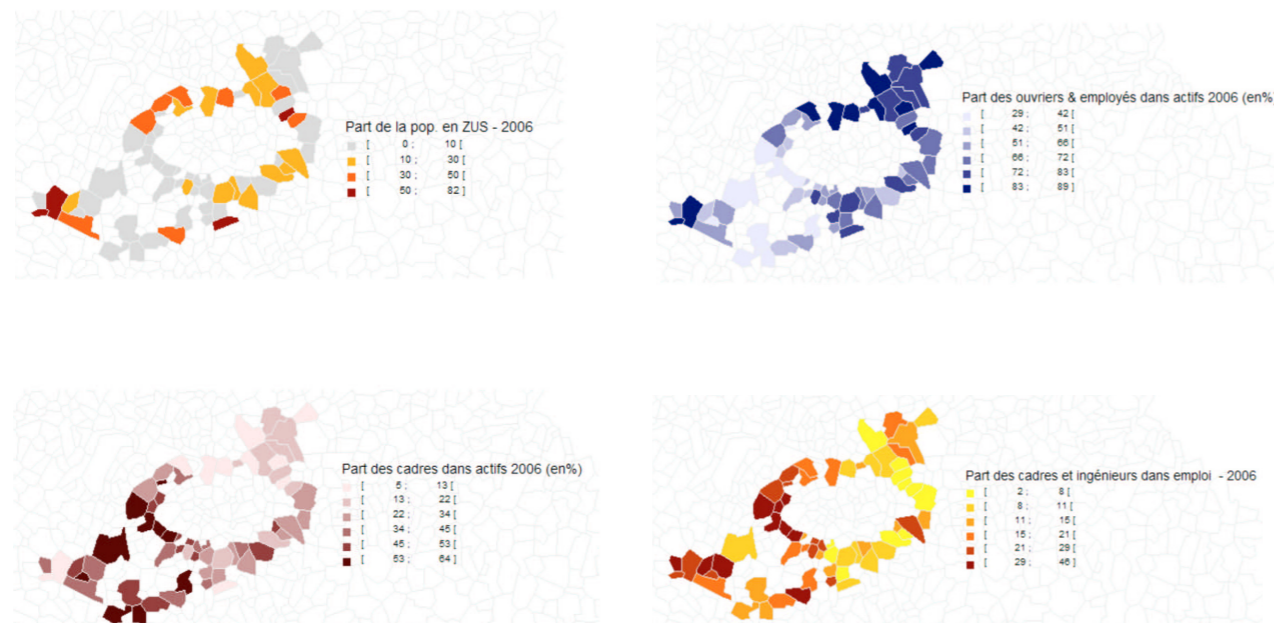 Part de la pop. en ZUS - 2006
[ 0 ; 10 [
[ 10 ; 30 [
[ 30 ; 50 [
[ 50 ; 82 [
Part des ouvriers & employés dans actifs 2006 (en%
[ 29 ; 42 [
[ 42 ; 51 [
[ 51 ; 66 [
[ 66 ; 72 [
[ 72 ; 83 [
[ 83 ; 89 [
Part des cadres dans actifs 2006 (en%)
[ 5 ; 13 [
[ 13 ; 22 [
[ 22 ; 34 [
[ 34 ; 45 [
[ 45 ; 53 [
[ 53 ; 64 [
Part des cadres et ingénieurs dans emploi - 2006
[ 2 ; 8 [
[ 8 ; 11 [
[ 11 ; 15 [
[ 15 ; 21 [
[ 21 ; 29 [
[ 29 ; 46 [